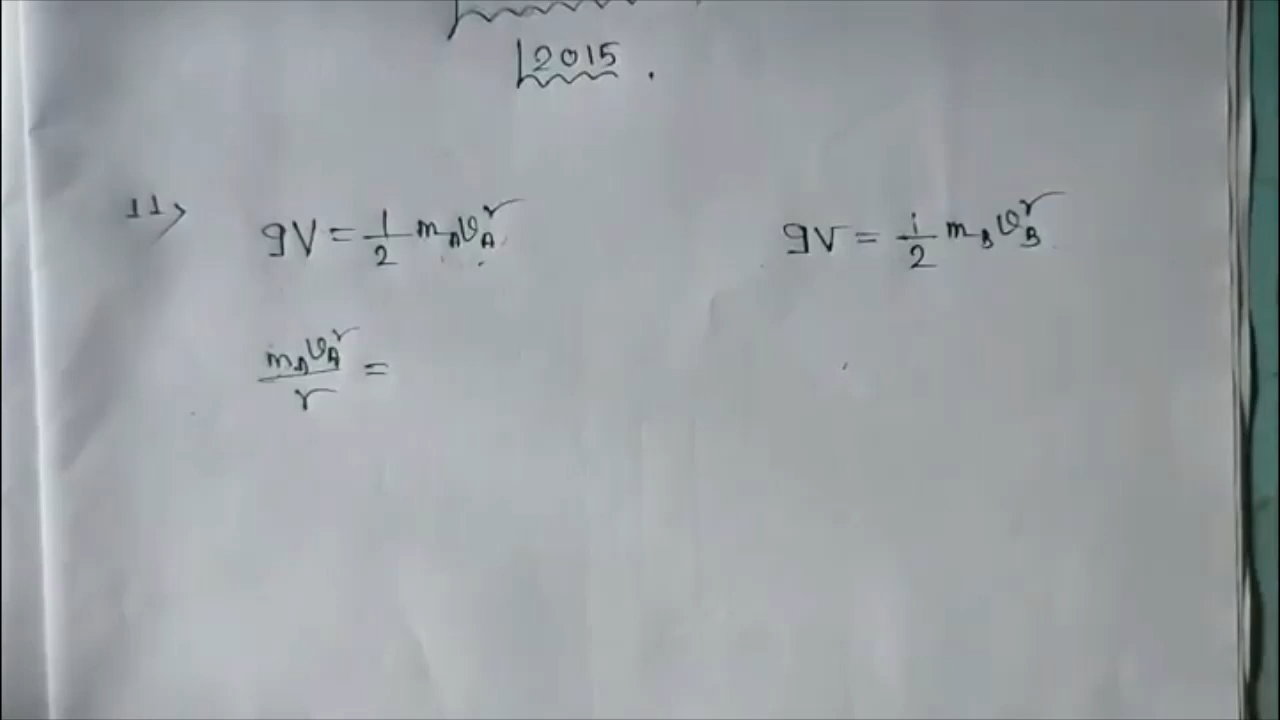 2015.
11> qV = 1/2 m_A v_A^2 qV = 1/2 m_B v_B^2
m_A v_A^2 / r =